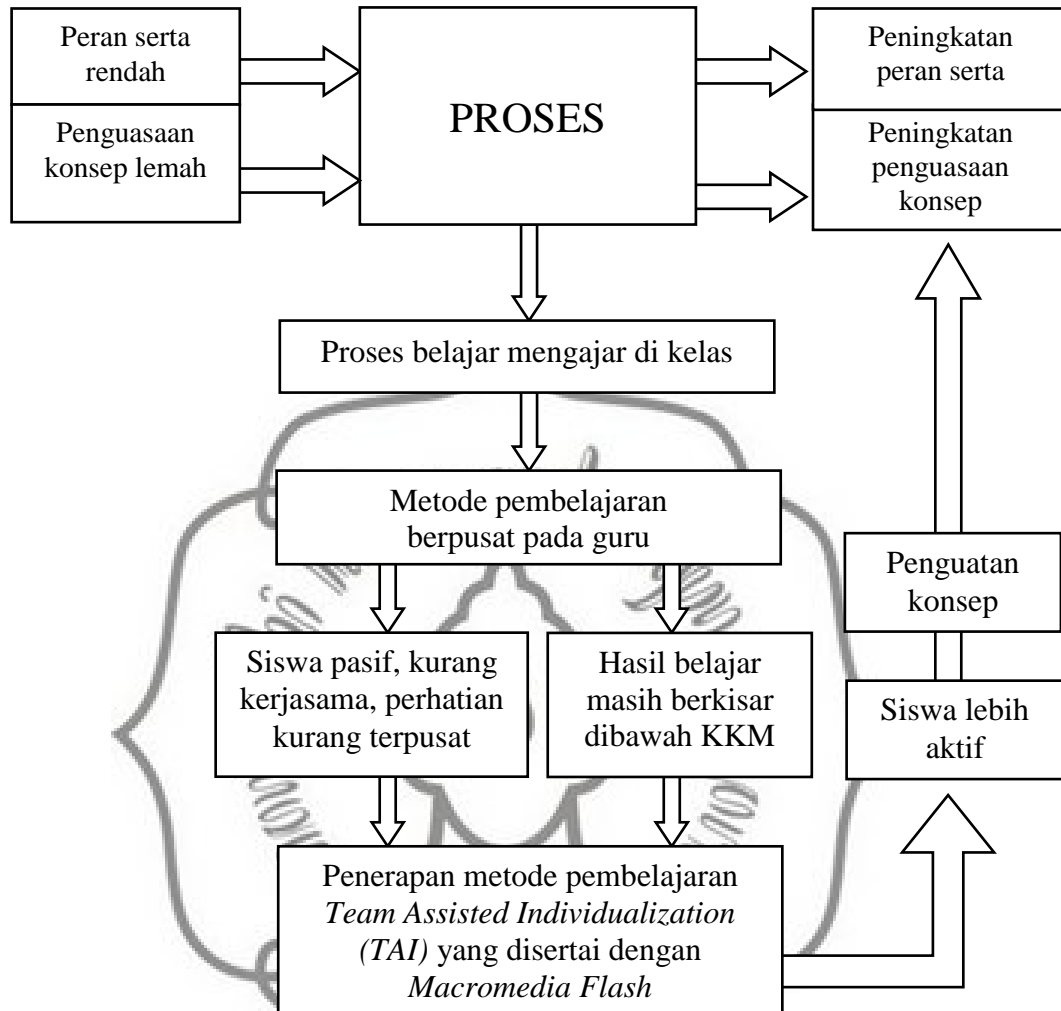 Peran serta
rendah
Penguasaan
konsep lemah
PROSES
Peningkatan
peran serta
Peningkatan
penguasaan
konsep
Proses belajar mengajar di kelas
Metode pembelajaran
berpusat pada guru
Siswa pasif, kurang
kerjasama, perhatian
kurang terpusat
Hasil belajar
masih berkisar
dibawah KKM
Penguatan
konsep
Siswa lebih
aktif
Penerapan metode pembelajaran
Team Assisted Individualization
(TAI) yang disertai dengan
Macromedia Flash